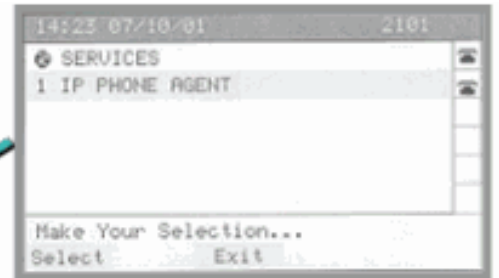 14:23 07/10/01 2101
SERVICES
1 IP PHONE AGENT
Make Your Selection...
Select Exit